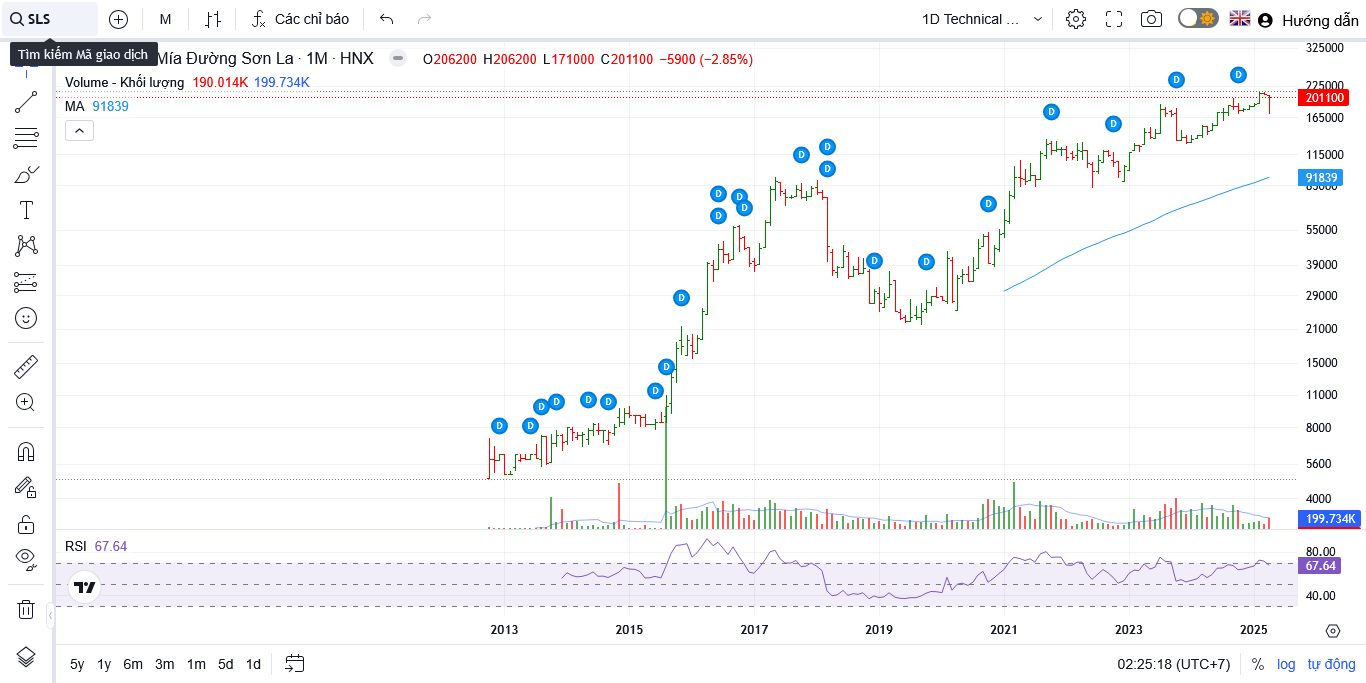 SLS
M
Các chỉ báo
1D Technical ...
Hướng dẫn
Tìm kiếm Mã giao dịch
Mía Đường Sơn La · 1M · HNX
O206200 H206200 L171000 C201100 −5900 (−2.85%)
Volume - Khối lượng 190.014K 199.734K
MA 91839
325000
225000
201100
165000
115000
91839
85000
55000
39000
29000
21000
15000
11000
8000
5600
4000
199.734K
D D D D D D D D D D D D D D D D D D D D D D D D
RSI 67.64
80.00
67.64
40.00
2013 2015 2017 2019 2021 2023 2025
5y 1y 6m 3m 1m 5d 1d
02:25:18 (UTC+7) % log tự động